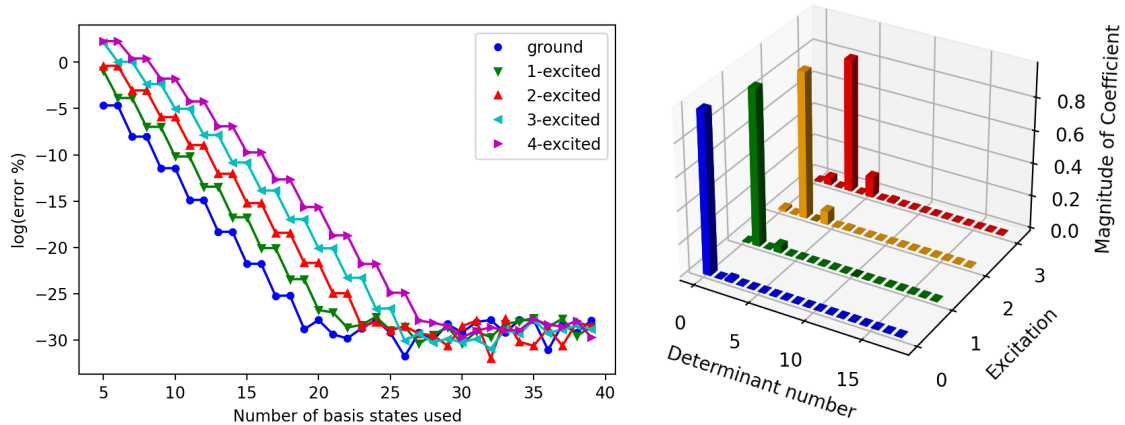 0
−5
−10
−15
−20
−25
−30
log(error %)
5
10
15
20
25
30
35
40
Number of basis states used
ground
1-excited
2-excited
3-excited
4-excited
0
5
10
15
Determinant number
0
1
2
3
Excitation
0.0
0.2
0.4
0.6
0.8
Magnitude of Coefficient